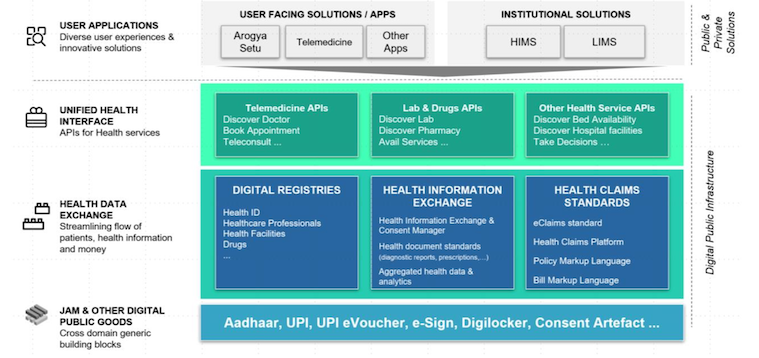 USER APPLICATIONS
Diverse user experiences &
innovative solutions
USER FACING SOLUTIONS / APPS
Arogya
Setu
Telemedicine
Other
Apps
INSTITUTIONAL SOLUTIONS
HIMS
LIMS
Public &
Private
Solutions
UNIFIED HEALTH
INTERFACE
APIs for Health services
Telemedicine APIs
Discover Doctor
Book Appointment
Teleconsult ...
Lab & Drugs APIs
Discover Lab
Discover Pharmacy
Avail Services ...
Other Health Service APIs
Discover Bed Availability
Discover Hospital facilities
Take Decisions …
HEALTH DATA
EXCHANGE
Streamlining flow of
patients, health information
and money
DIGITAL REGISTRIES
Health ID
Healthcare Professionals
Health Facilities
Drugs
...
HEALTH INFORMATION
EXCHANGE
Health Information Exchange &
Consent Manager
Health document standards
(diagnostic reports, prescriptions,…)
Aggregated health data &
analytics
HEALTH CLAIMS
STANDARDS
eClaims standard
Health Claims Platform
Policy Markup Language
Bill Markup Language
Digital Public Infrastructure
JAM & OTHER DIGITAL
PUBLIC GOODS
Cross domain generic
building blocks
Aadhaar, UPI, UPI eVoucher, e-Sign, Digilocker, Consent Artefact ...